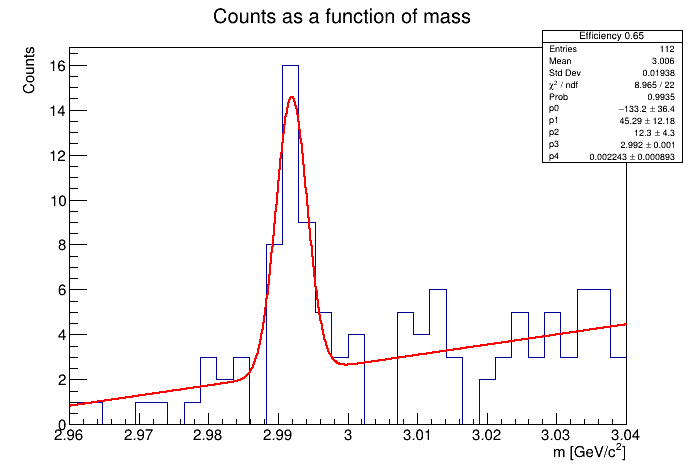 Counts as a function of mass
Efficiency 0.65
Entries 112
Mean 3.006
Std Dev 0.01938
χ² / ndf 8.965 / 22
Prob 0.9935
p0 −133.2 ± 36.4
p1 45.29 ± 12.18
p2 12.3 ± 4.3
p3 2.992 ± 0.001
p4 0.002243 ± 0.000893
Counts
16
14
12
10
8
6
4
2
0
2.96 2.97 2.98 2.99 3 3.01 3.02 3.03 3.04
m [GeV/c²]